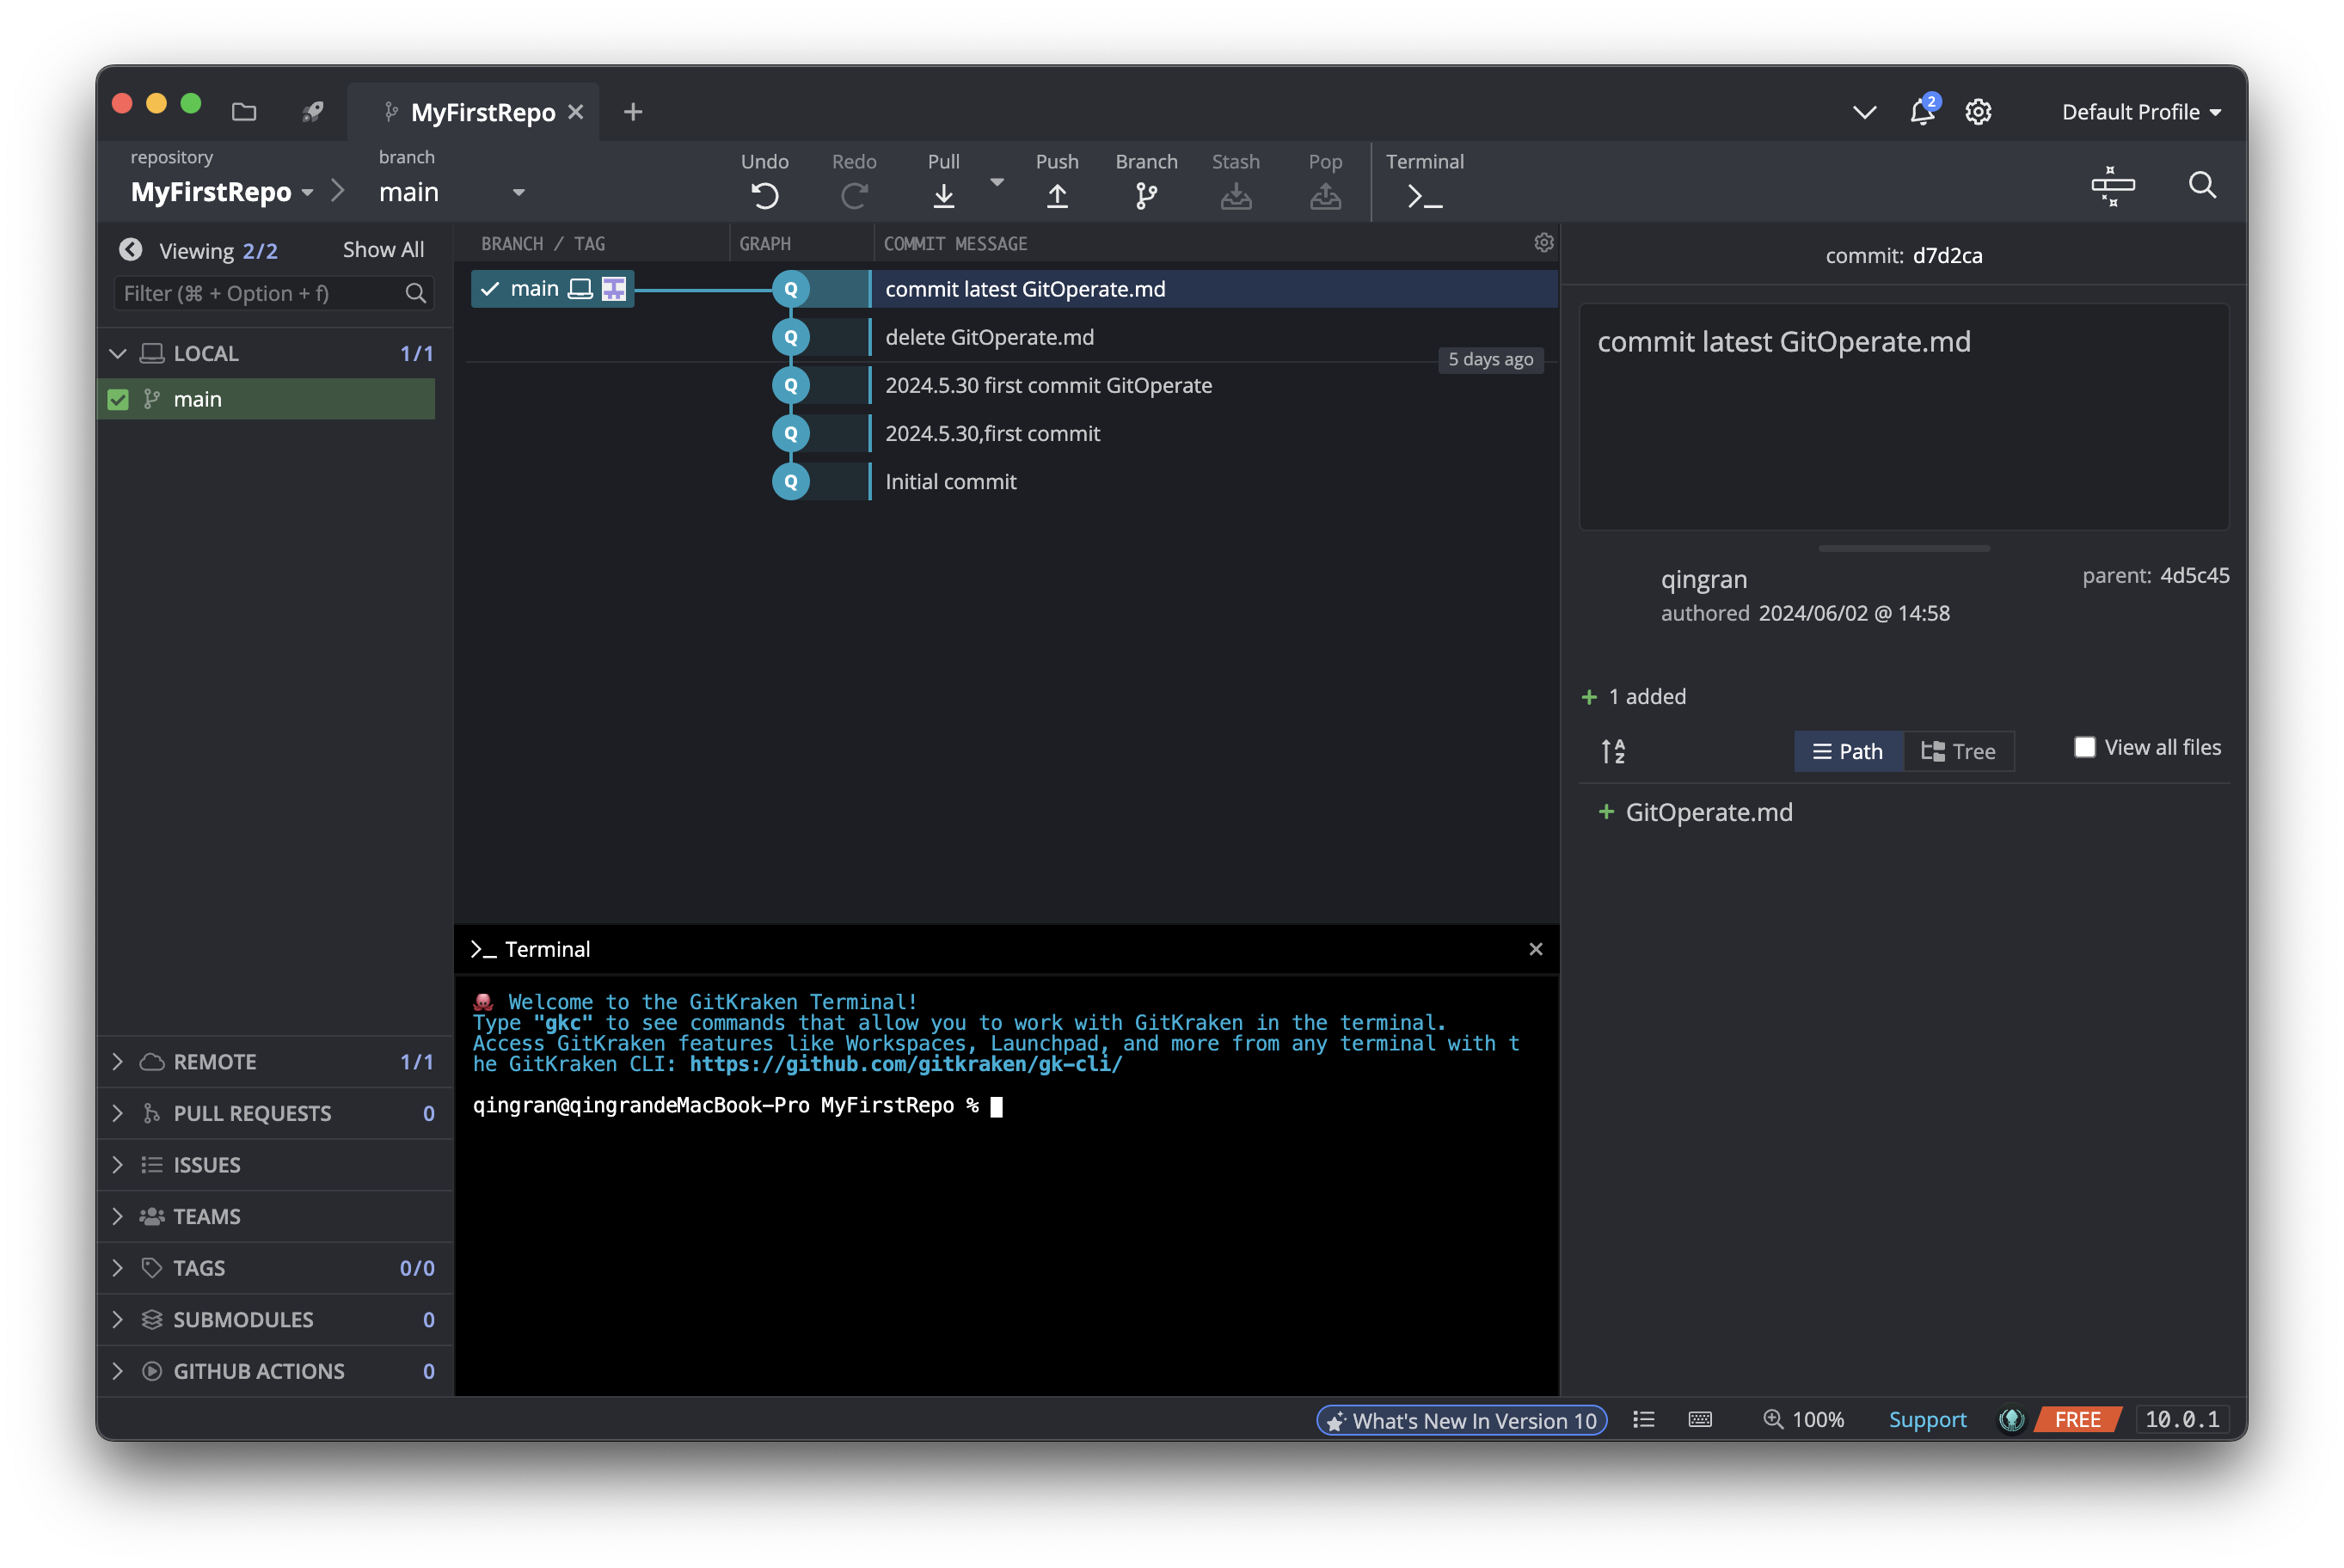 MyFirstRepo
2
Default Profile
repository
MyFirstRepo
branch
main
Undo
Redo
Pull
Push
Branch
Stash
Pop
Terminal
Viewing 2/2
Show All
Filter (⌘ + Option + f)
LOCAL 1/1
main
REMOTE 1/1
PULL REQUESTS 0
ISSUES
TEAMS
TAGS 0/0
SUBMODULES 0
GITHUB ACTIONS 0
BRANCH / TAG
GRAPH
COMMIT MESSAGE
main
Q commit latest GitOperate.md
Q delete GitOperate.md
5 days ago
Q 2024.5.30 first commit GitOperate
Q 2024.5.30,first commit
Q Initial commit
>_ Terminal
Welcome to the GitKraken Terminal!
Type "gkc" to see commands that allow you to work with GitKraken in the terminal.
Access GitKraken features like Workspaces, Launchpad, and more from any terminal with t
he GitKraken CLI: https://github.com/gitkraken/gk-cli/
qingran@qingrandeMacBook-Pro MyFirstRepo %
commit: d7d2ca
commit latest GitOperate.md
qingran
authored 2024/06/02 @ 14:58
parent: 4d5c45
+ 1 added
A
Z
Path
Tree
View all files
+ GitOperate.md
What's New In Version 10
100%
Support
FREE
10.0.1